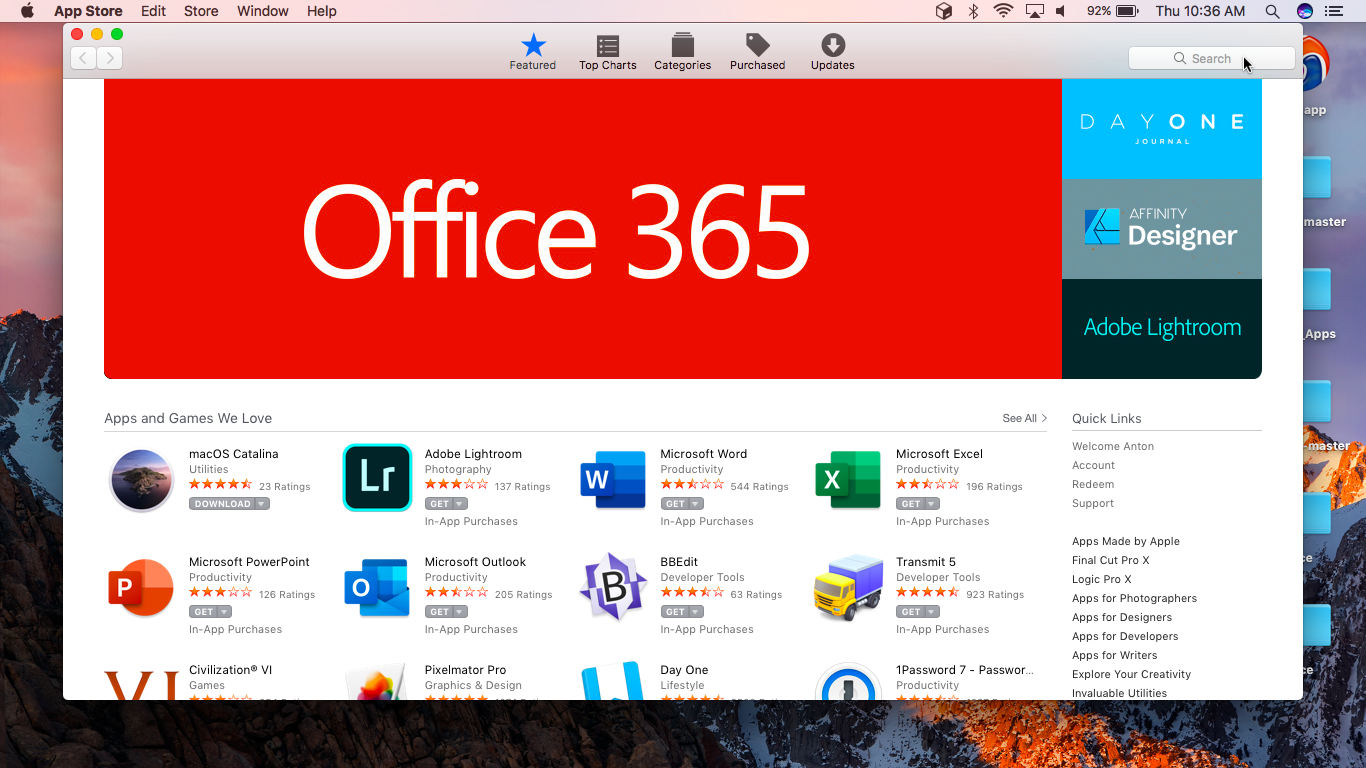 App Store Edit Store Window Help 92% Thu 10:36 AM
Featured Top Charts Categories Purchased Updates Search
app
master
_Apps
-master
ce
ce
Office 365
DAY ONE
JOURNAL
AFFINITY
Designer
Adobe Lightroom
Apps and Games We Love See All
macOS Catalina
Utilities
23 Ratings
DOWNLOAD
Adobe Lightroom
Photography
137 Ratings
GET
In-App Purchases
Microsoft Word
Productivity
544 Ratings
GET
In-App Purchases
Microsoft Excel
Productivity
196 Ratings
GET
In-App Purchases
Microsoft PowerPoint
Productivity
126 Ratings
GET
In-App Purchases
Microsoft Outlook
Productivity
205 Ratings
GET
In-App Purchases
BBEdit
Developer Tools
63 Ratings
GET
In-App Purchases
Transmit 5
Developer Tools
923 Ratings
GET
In-App Purchases
Civilization® VI
Games
Pixelmator Pro
Graphics & Design
Day One
Lifestyle
1Password 7 - Passwor...
Productivity
Lr
W
X
P
O
B
VI
Quick Links
Welcome Anton
Account
Redeem
Support
Apps Made by Apple
Final Cut Pro X
Logic Pro X
Apps for Photographers
Apps for Designers
Apps for Developers
Apps for Writers
Explore Your Creativity
Invaluable Utilities